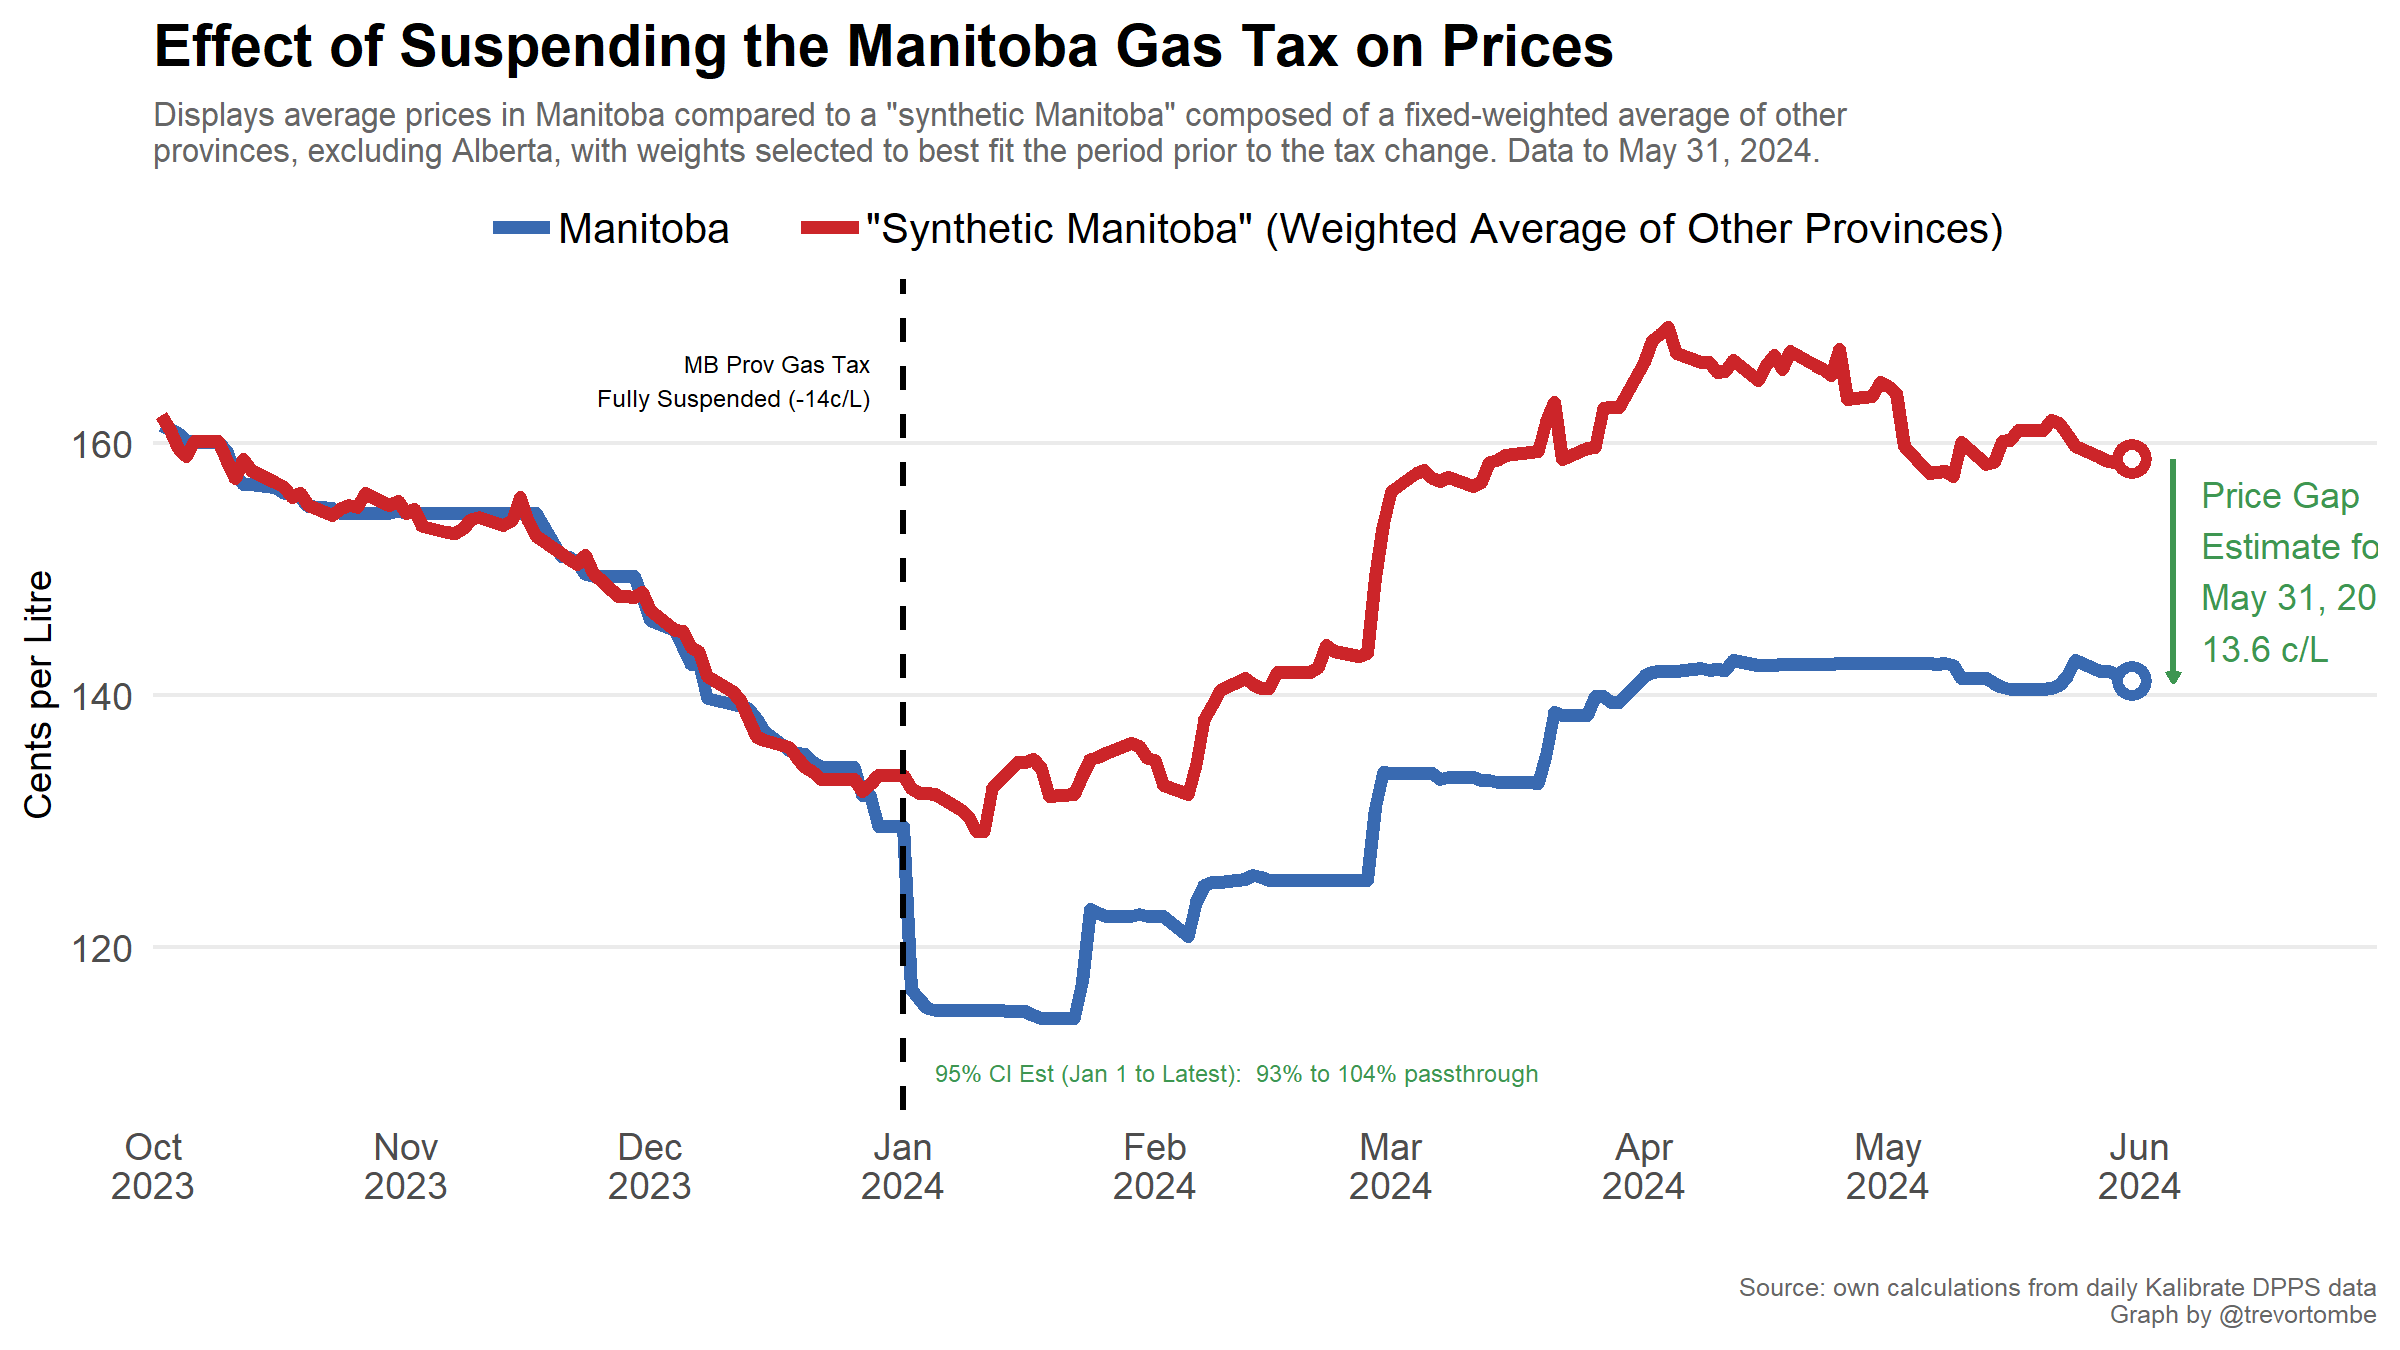 Effect of Suspending the Manitoba Gas Tax on Prices
Displays average prices in Manitoba compared to a "synthetic Manitoba" composed of a fixed-weighted average of other
provinces, excluding Alberta, with weights selected to best fit the period prior to the tax change. Data to May 31, 2024.
Manitoba
"Synthetic Manitoba" (Weighted Average of Other Provinces)
MB Prov Gas Tax
Fully Suspended (-14c/L)
160
140
120
Cents per Litre
Price Gap
Estimate fo
May 31, 20
13.6 c/L
95% CI Est (Jan 1 to Latest):  93% to 104% passthrough
Oct Nov Dec Jan Feb Mar Apr May Jun
2023 2023 2023 2024 2024 2024 2024 2024 2024
Source: own calculations from daily Kalibrate DPPS data
Graph by @trevortombe